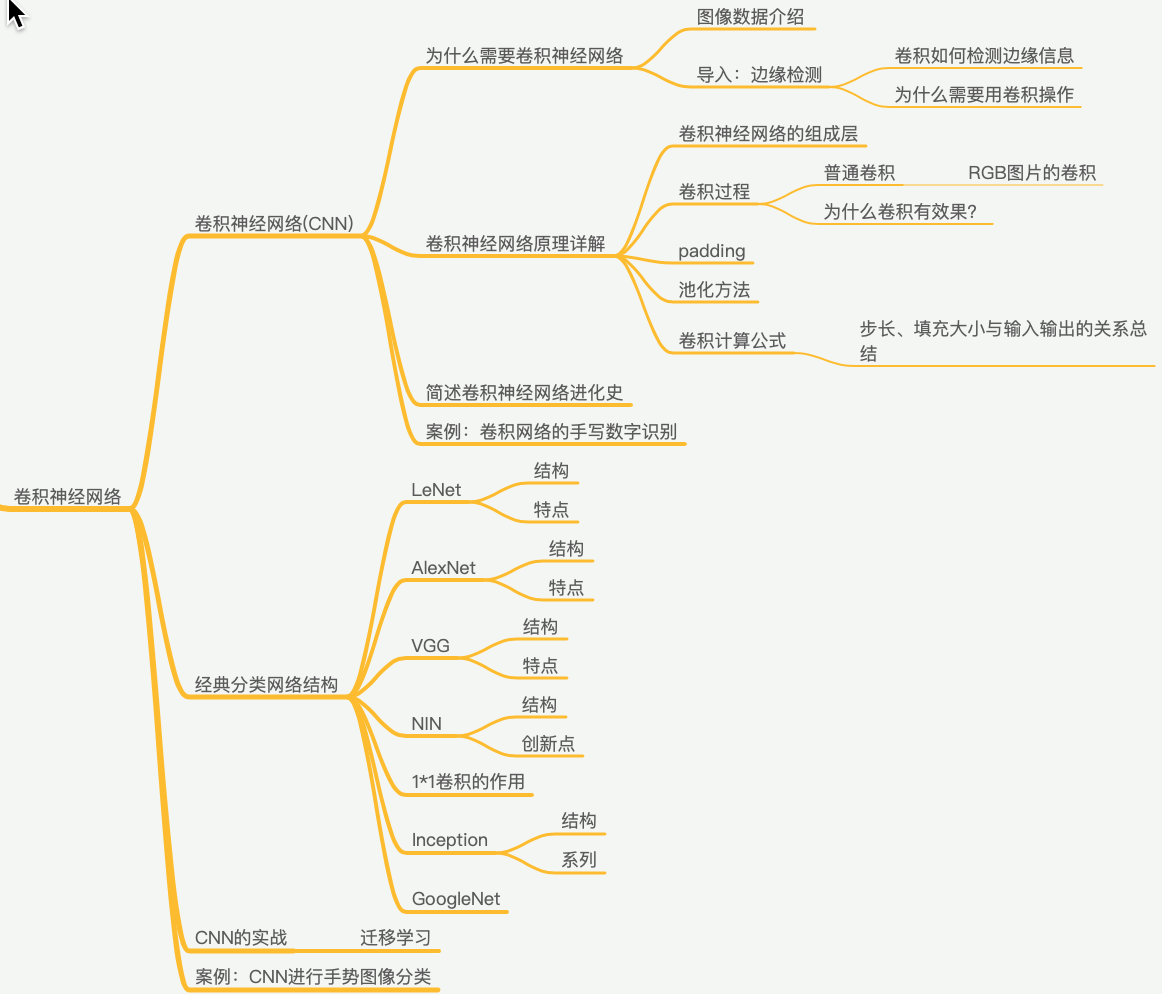 卷积神经网络
卷积神经网络(CNN)
为什么需要卷积神经网络
图像数据介绍
导入：边缘检测
卷积如何检测边缘信息
为什么需要用卷积操作
卷积神经网络原理详解
卷积神经网络的组成层
卷积过程
普通卷积
RGB图片的卷积
为什么卷积有效果?
padding
池化方法
卷积计算公式
步长、填充大小与输入输出的关系总
结
简述卷积神经网络进化史
案例：卷积网络的手写数字识别
经典分类网络结构
LeNet
结构
特点
AlexNet
结构
特点
VGG
结构
特点
NIN
结构
创新点
1*1卷积的作用
Inception
结构
系列
GoogleNet
CNN的实战
迁移学习
案例：CNN进行手势图像分类